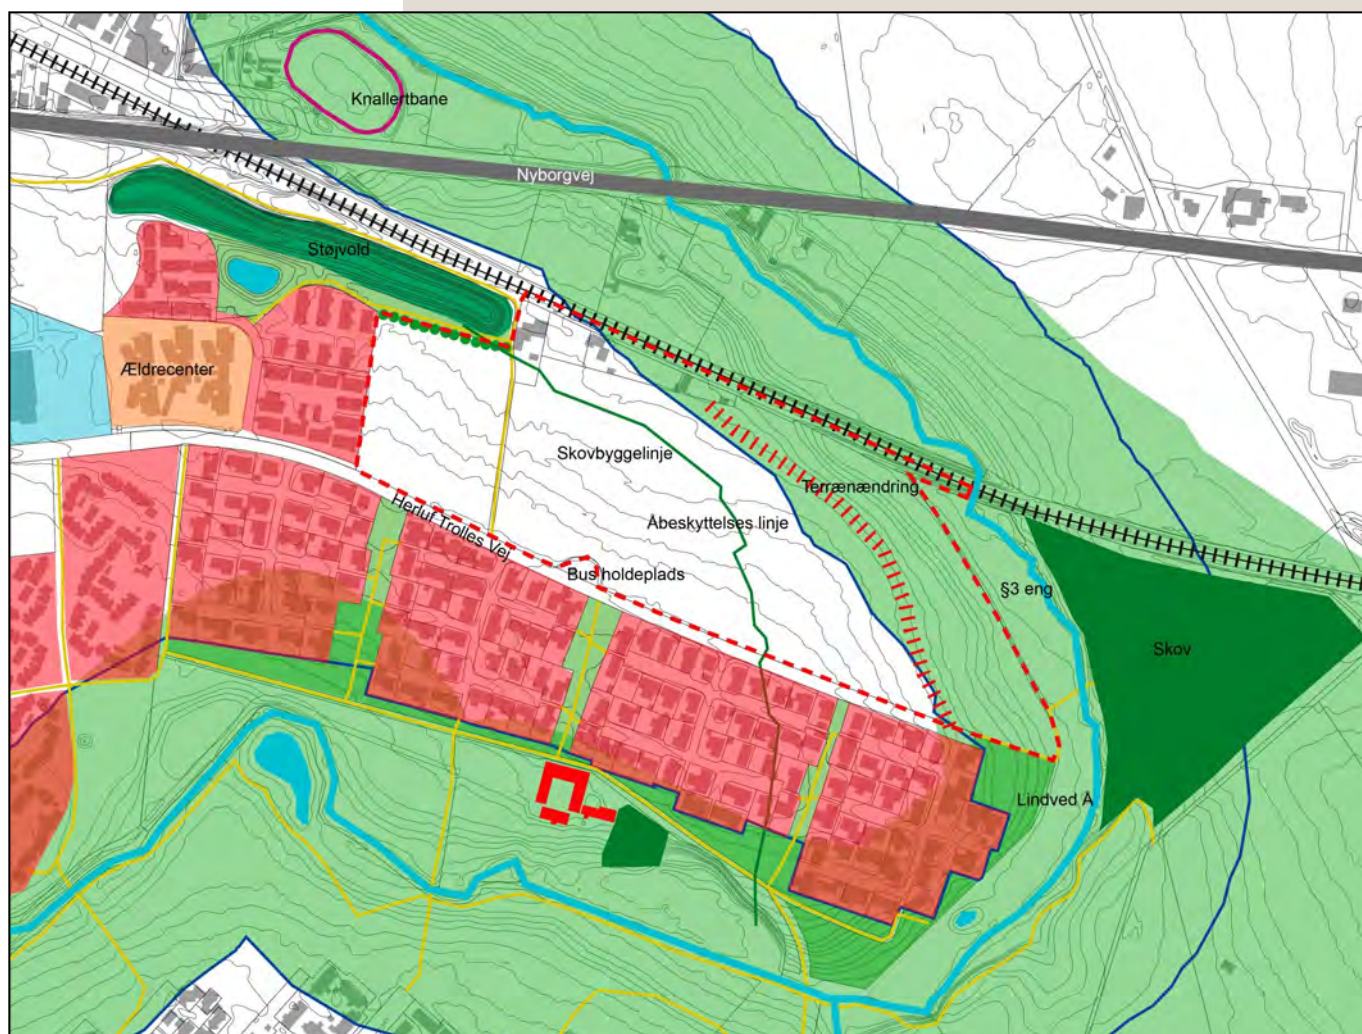 Knallertbane
Nyborgvej
Støjvold
Ældrecenter
Skovbyggelinje
Terrænændring
Åbeskyttelses linje
Herluf Trolles Vej
Bus holdeplads
§3 eng
Skov
Lindved Å